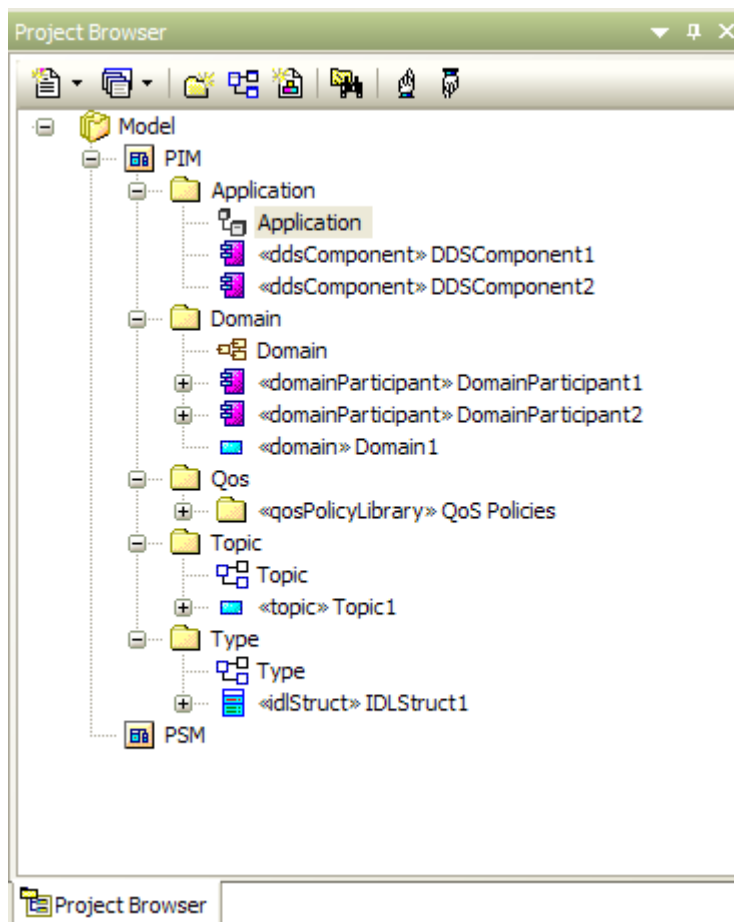 Project Browser
Model
PIM
Application
Application
«ddsComponent» DDSComponent1
«ddsComponent» DDSComponent2
Domain
Domain
«domainParticipant» DomainParticipant1
«domainParticipant» DomainParticipant2
«domain» Domain1
Qos
«qosPolicyLibrary» QoS Policies
Topic
Topic
«topic» Topic1
Type
Type
«idlStruct» IDLStruct1
PSM
Project Browser